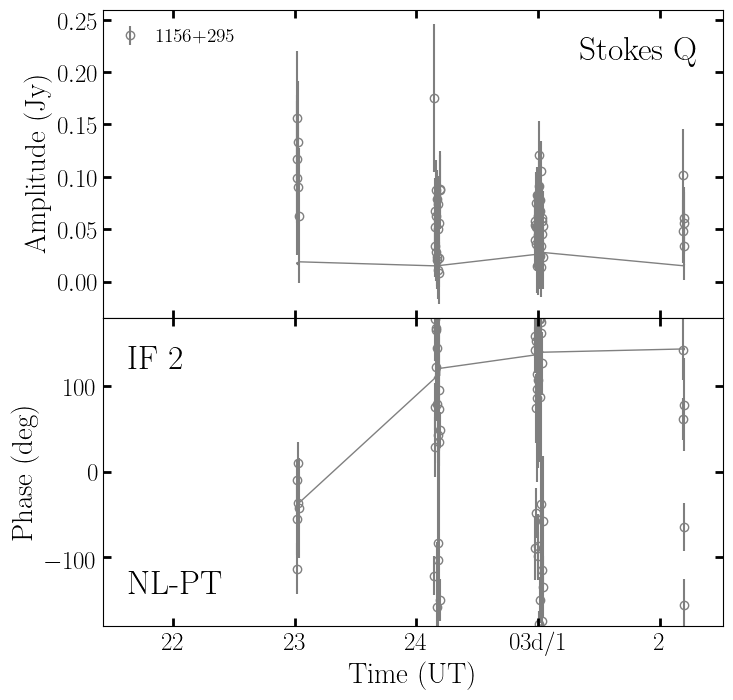 0.25
1156+295
Stokes Q
0.20
0.15
0.10
0.05
0.00
Amplitude (Jy)
IF 2
100
0
−100
Phase (deg)
NL-PT
22 23 24 03d/1 2
Time (UT)